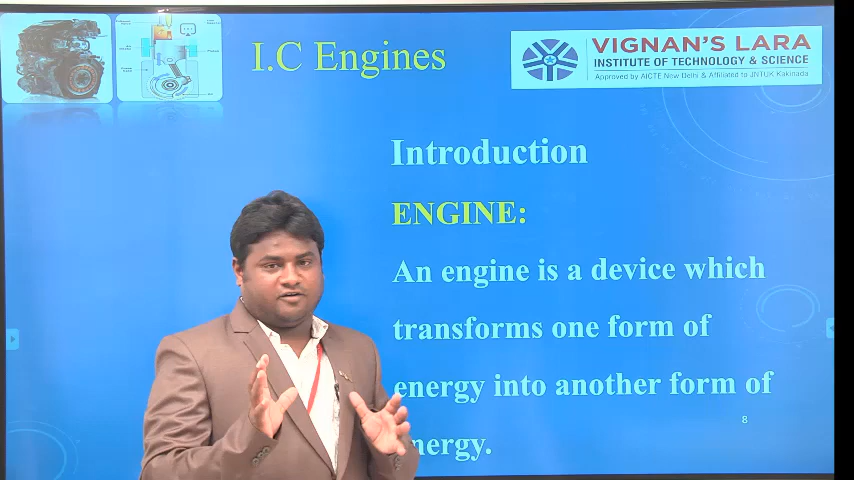 I.C Engines
VIGNAN'S LARA
INSTITUTE OF TECHNOLOGY & SCIENCE
Approved by AICTE New Delhi & Affiliated to JNTUK Kakinada
Introduction
ENGINE:
An engine is a device which
transforms one form of
energy into another form of
nergy.
8